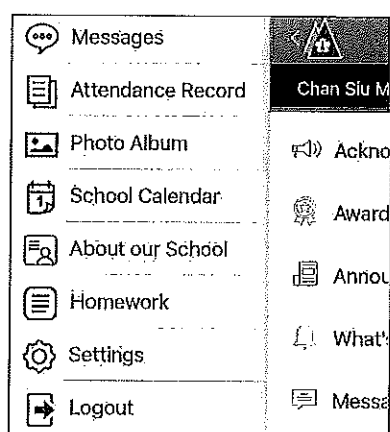 Messages
Attendance Record
Photo Album
School Calendar
About our School
Homework
Settings
Logout
Chan Siu M
Ackno
Award
Annou
What's
Messa